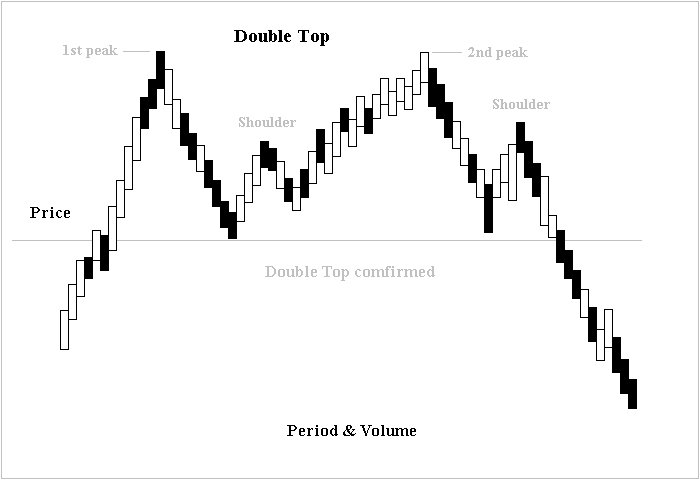 Double Top
1st peak
2nd peak
Shoulder
Shoulder
Price
Double Top comfirmed
Period & Volume